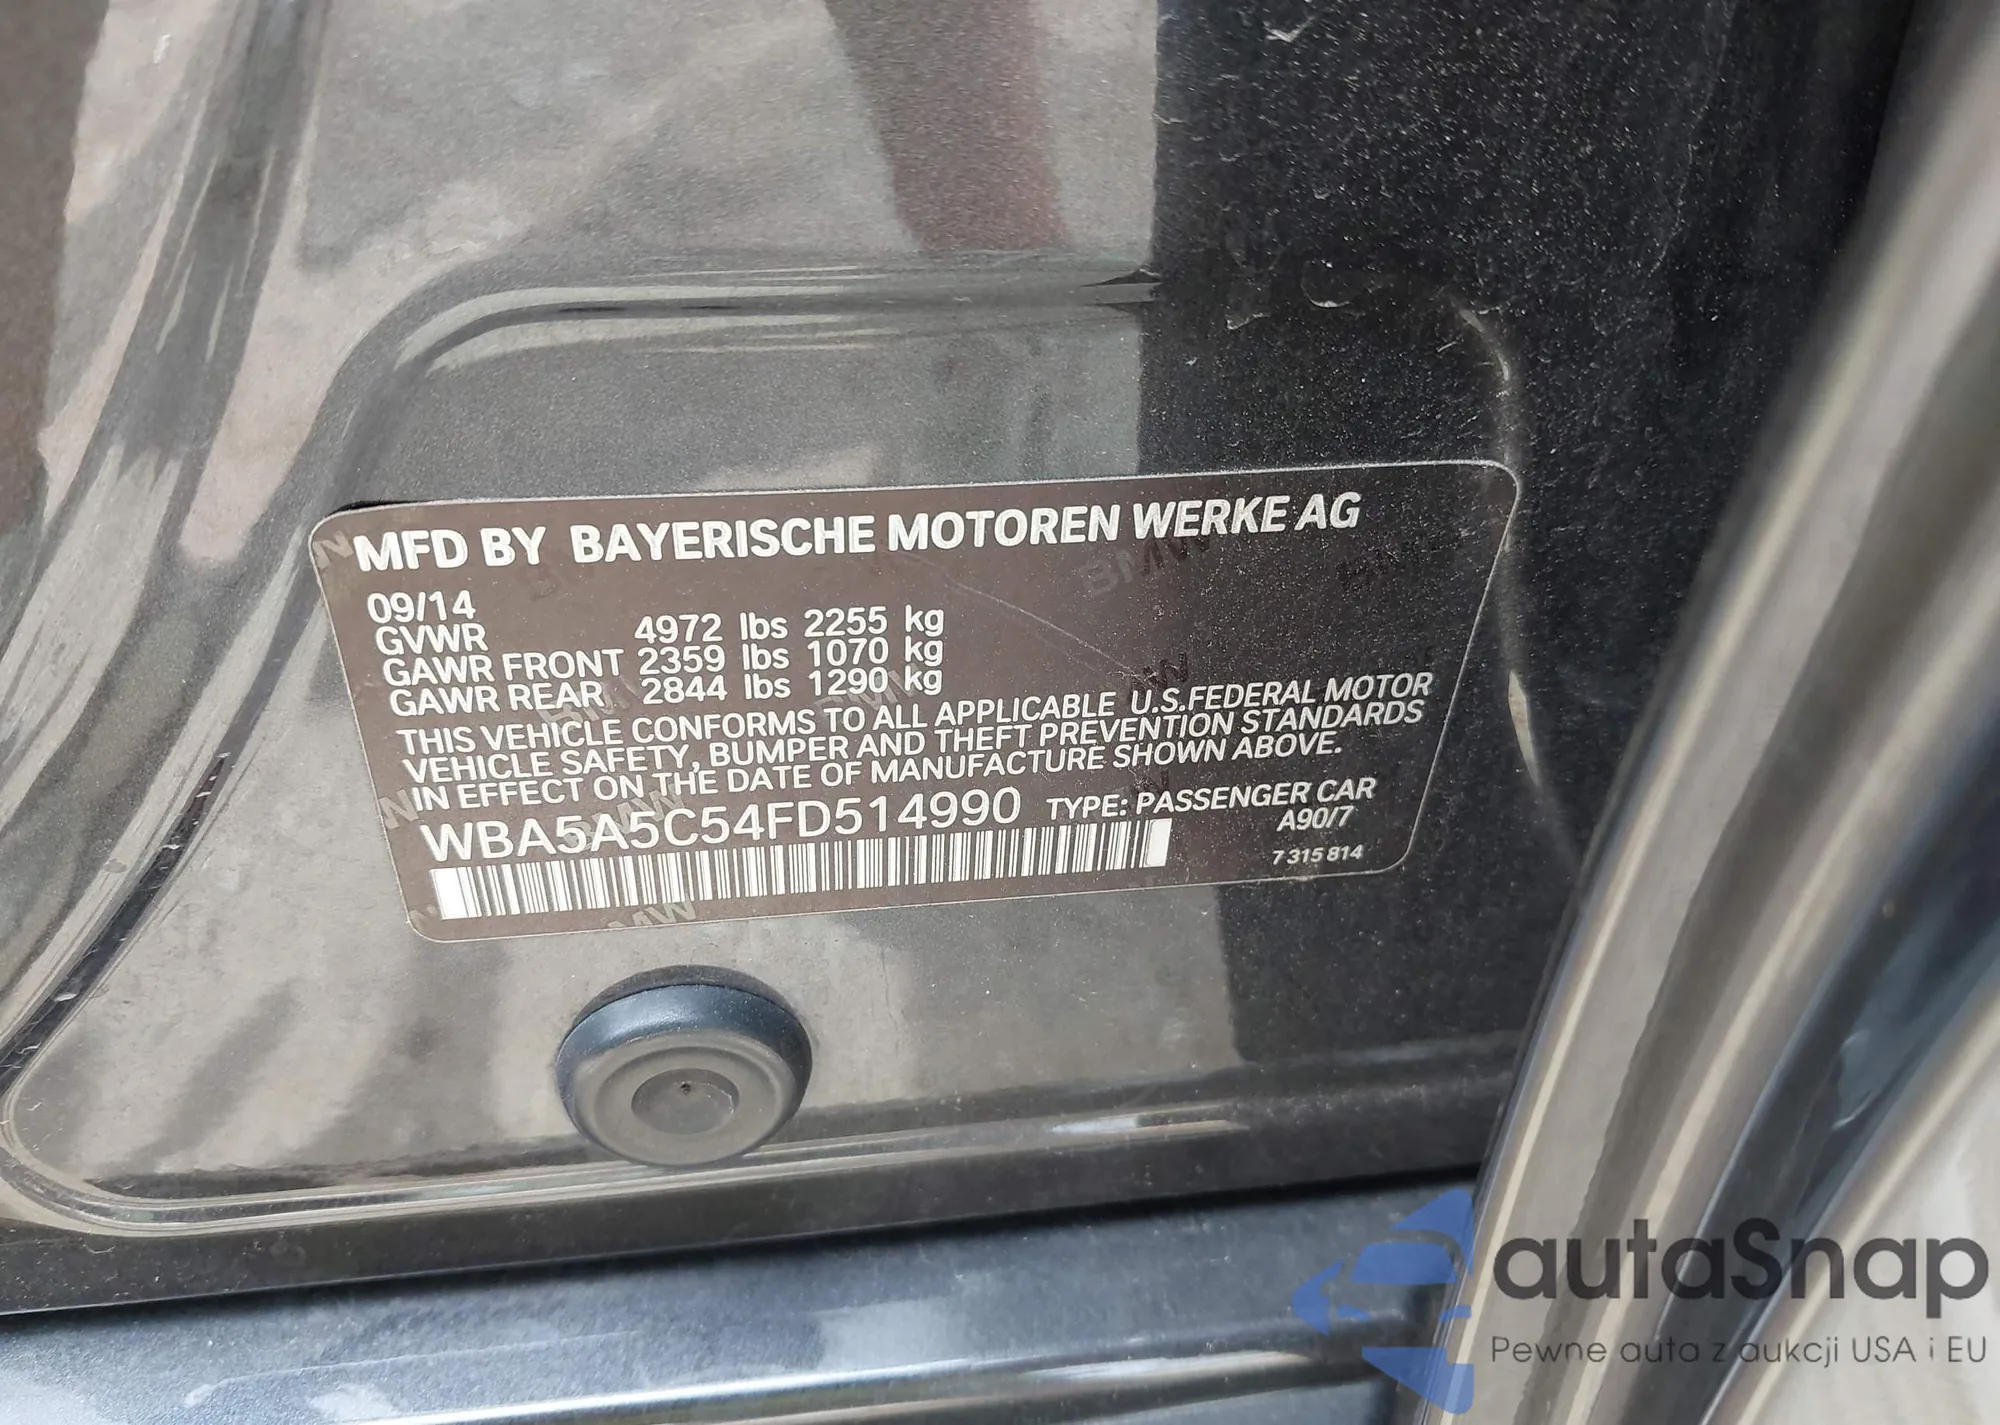 MFD BY BAYERISCHE MOTOREN WERKE AG
09/14
GVWR 4972 lbs 2255 kg
GAWR FRONT 2359 lbs 1070 kg
GAWR REAR 2844 lbs 1290 kg
THIS VEHICLE CONFORMS TO ALL APPLICABLE U.S.FEDERAL MOTOR
VEHICLE SAFETY, BUMPER AND THEFT PREVENTION STANDARDS
IN EFFECT ON THE DATE OF MANUFACTURE SHOWN ABOVE.
WBA5A5C54FD514990 TYPE: PASSENGER CAR
A90/7
7 315 814
autaSnap
Pewne auta z aukcji USA i EU